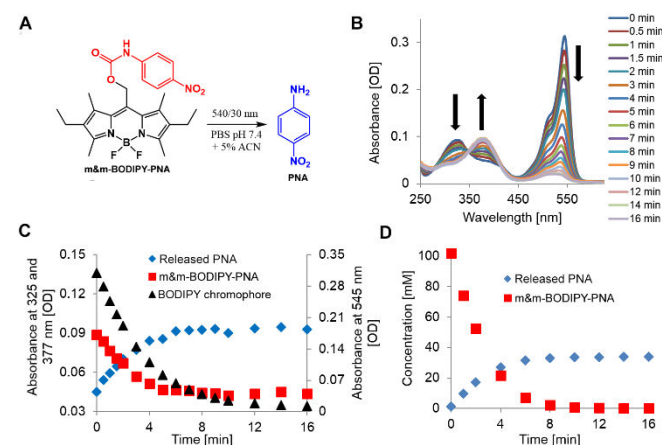 A
B
C
D
O
H
N
O
NO₂
N
N
B
F
F
m&m-BODIPY-PNA
540/30 nm
PBS pH 7.4
+ 5% ACN
NH₂
NO₂
PNA
Absorbance [OD]
0.3
0.2
0.1
0
250
350
450
550
Wavelength [nm]
0 min
0.5 min
1 min
1.5 min
2 min
3 min
4 min
5 min
6 min
7 min
8 min
9 min
10 min
12 min
14 min
16 min
Absorbance at 325 and
377 nm [OD]
0.15
0.12
0.09
0.06
0.03
Released PNA
m&m-BODIPY-PNA
BODIPY chromophore
0.35
0.28
0.21
0.14
0.07
0
Absorbance at 545 nm
[OD]
0
4
8
12
16
Time [min]
Concentration [mM]
100
80
60
40
20
0
Released PNA
m&m-BODIPY-PNA
0
4
8
12
16
Time [min]